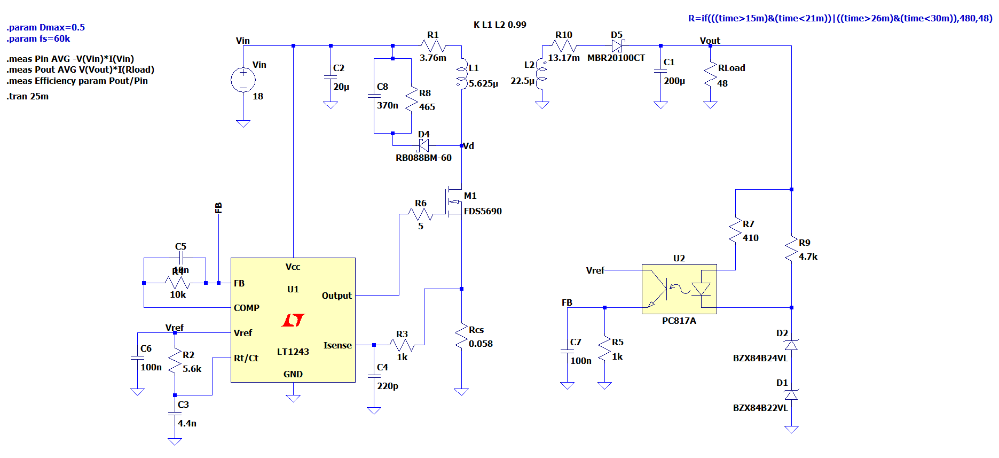 .param Dmax=0.5
.param fs=60k
.meas Pin AVG -V(Vin)*I(Vin)
.meas Pout AVG V(Vout)*I(Rload)
.meas Efficiency param Pout/Pin
.tran 25m
K L1 L2 0.99
R=if(((time>15m)&(time<21m))|((time>26m)&(time<30m)),480,48)
Vin
Vin
18
C2
20µ
R1
3.76m
L1
5.625µ
C8
370n
R8
465
D4
RB088BM-60
Vd
L2
22.5µ
R10
13.17m
D5
MBR20100CT
C1
200µ
Vout
RLoad
48
M1
FDS5690
R6
5
FB
C5
10n
R4
10k
Vcc
U1
FB
COMP
Vref
Rt/Ct
Output
Isense
LT1243
GND
Vref
C6
100n
R2
5.6k
C3
4.4n
R3
1k
C4
220p
Rcs
0.058
R7
410
R9
4.7k
U2
Vref
PC817A
FB
C7
100n
R5
1k
D2
BZX84B24VL
D1
BZX84B22VL